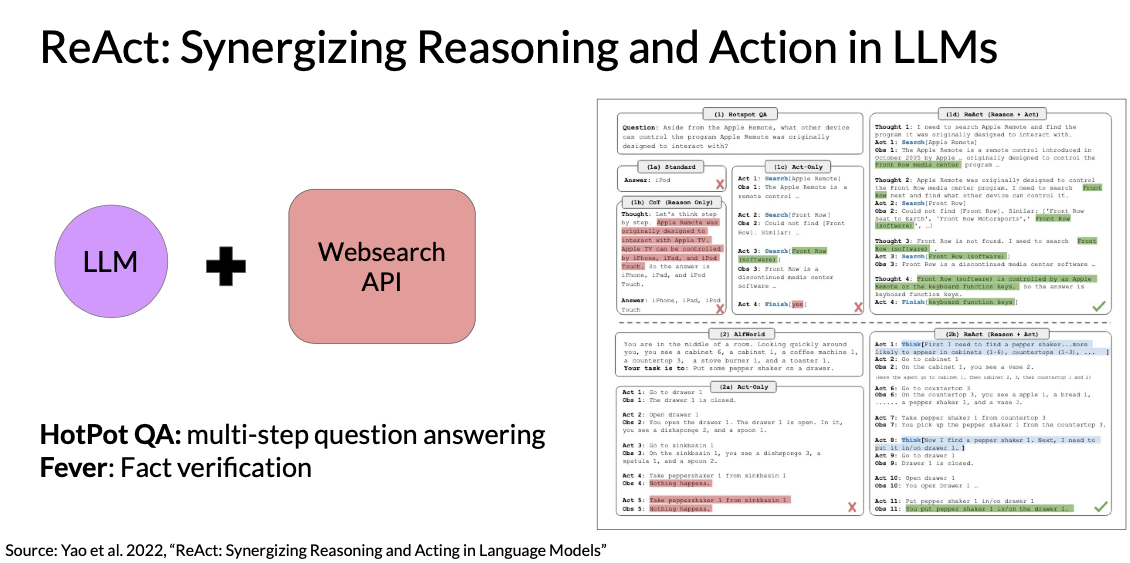 ReAct: Synergizing Reasoning and Action in LLMs
LLM
Websearch
API
HotPot QA: multi-step question answering
Fever: Fact verification
Source: Yao et al. 2022, “ReAct: Synergizing Reasoning and Acting in Language Models”
(1) Hotspot QA
Question: Aside from the Apple Remote, what other device
can control the program Apple Remote was originally
designed to interact with?
(1a) Standard
Answer: iPod
(1b) CoT (Reason Only)
Thought: Let's think step
by step. Apple Remote was
originally designed to
interact with Apple TV.
Apple TV can be controlled
by iPhone, iPad, and iPod
Touch. So the answer is
iPhone, iPad, and iPod
Touch.
Answer: iPhone, iPad, iPod
Touch
(1c) Act-Only
Act 1: Search[Apple Remote]
Obs 1: The Apple Remote is a
remote control …
Act 2: Search[Front Row]
Obs 2: Could not find [Front
Row]. Similar: …
Act 3: Search[Front Row
(software)]
Obs 3: Front Row is a
discontinued media center
software …
Act 4: Finish[yes]
(1d) ReAct (Reason + Act)
Thought 1: I need to search Apple Remote and find the
program it was originally designed to interact with.
Act 1: Search[Apple Remote]
Obs 1: The Apple Remote is a remote control introduced in
October 2005 by Apple … originally designed to control the
Front Row media center program …
Thought 2: Apple Remote was originally designed to control
the Front Row media center program. I need to search Front
Row next and find what other device can control it.
Act 2: Search[Front Row]
Obs 2: Could not find [Front Row]. Similar: ['Front Row
Seat to Earth', 'Front Row Motorsports', 'Front Row
(software)', …]
Thought 3: Front Row is not found. I need to search Front
Row (software) .
Act 3: Search[Front Row (software)]
Obs 3: Front Row is a discontinued media center software …
Thought 4: Front Row (software) is controlled by an Apple
Remote or the keyboard function keys. So the answer is
keyboard function keys.
Act 4: Finish[keyboard function keys]
(2) AlfWorld
You are in the middle of a room. Looking quickly around
you, you see a cabinet 6, a cabinet 1, a coffee machine 1,
a countertop 3, a stove burner 1, and a toaster 1.
Your task is to: Put some pepper shaker on a drawer.
(2a) Act-Only
Act 1: Go to drawer 1
Obs 1: The drawer 1 is closed.
Act 2: Open drawer 1
Obs 2: You open the drawer 1. The drawer 1 is open. In it,
you see a dishsponge 2, and a spoon 1.
Act 3: Go to sinkbasin 1
Obs 3: On the sinkbasin 1, you see a dishsponge 3, a
spatula 1, and a spoon 2.
Act 4: Take peppershaker 1 from sinkbasin 1
Obs 4: Nothing happens.
Act 5: Take peppershaker 1 from sinkbasin 1
Obs 5: Nothing happens.
(2b) ReAct (Reason + Act)
Act 1: Think[First I need to find a pepper shaker...more
likely to appear in cabinets (1-6), countertops (1-3), ... ]
Act 2: Go to cabinet 1
Obs 2: On the cabinet 1, you see a vase 2.
(Here the agent go to cabinet 1, then cabinet 2, 3, then countertop 1 and 2)
Act 6: Go to countertop 3
Obs 6: On the countertop 3, you see a apple 1, a bread 1,
...... a pepper shaker 1, and a vase 3.
Act 7: Take pepper shaker 1 from countertop 3
Obs 7: You pick up the pepper shaker 1 from the countertop 3.
Act 8: Think[Now I find a pepper shaker 1. Next, I need to
put it in/on drawer 1. ]
Act 9: Go to drawer 1
Obs 9: Drawer 1 is closed.
Act 10: Open drawer 1
Obs 10: You open Drawer 1 …
Act 11: Put pepper shaker 1 in/on drawer 1
Obs 11: You put pepper shaker 1 in/on the drawer 1.